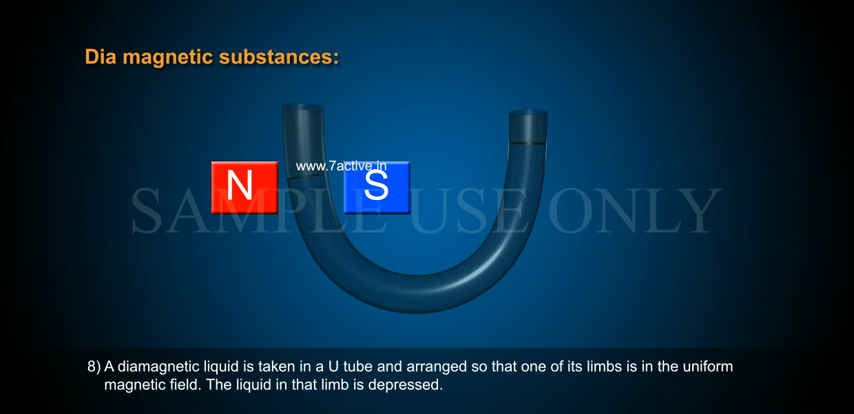 Dia magnetic substances:
www.7active.in
N S
SAMPLE USE ONLY
8) A diamagnetic liquid is taken in a U tube and arranged so that one of its limbs is in the uniform
magnetic field. The liquid in that limb is depressed.